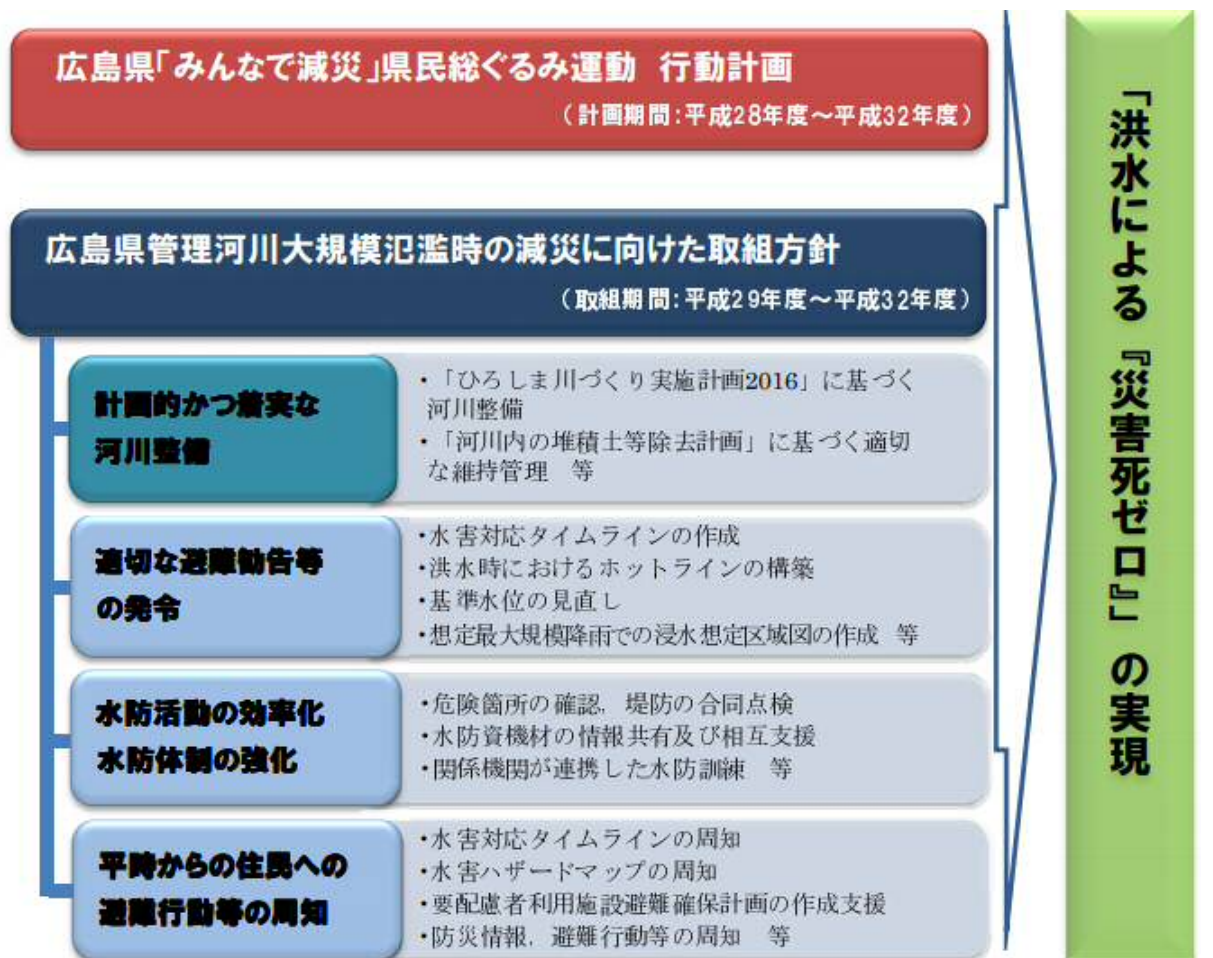 広島県「みんなで減災」県民総ぐるみ運動 行動計画
（計画期間:平成28年度～平成32年度）
広島県管理河川大規模氾濫時の減災に向けた取組方針
（取組期間:平成29年度～平成32年度）
計画的かつ着実な
河川整備
・「ひろしま川づくり実施計画2016」に基づく
河川整備
・「河川内の堆積土等除去計画」に基づく適切
な維持管理 等
適切な避難勧告等
の発令
・水害対応タイムラインの作成
・洪水時におけるホットラインの構築
・基準水位の見直し
・想定最大規模降雨での浸水想定区域図の作成 等
水防活動の効率化
水防体制の強化
・危険箇所の確認，堤防の合同点検
・水防資機材の情報共有及び相互支援
・関係機関が連携した水防訓練 等
平時からの住民への
避難行動等の周知
・水害対応タイムラインの周知
・水害ハザードマップの周知
・要配慮者利用施設避難確保計画の作成支援
・防災情報，避難行動等の周知 等
「洪水による『災害死ゼロ』」の実現